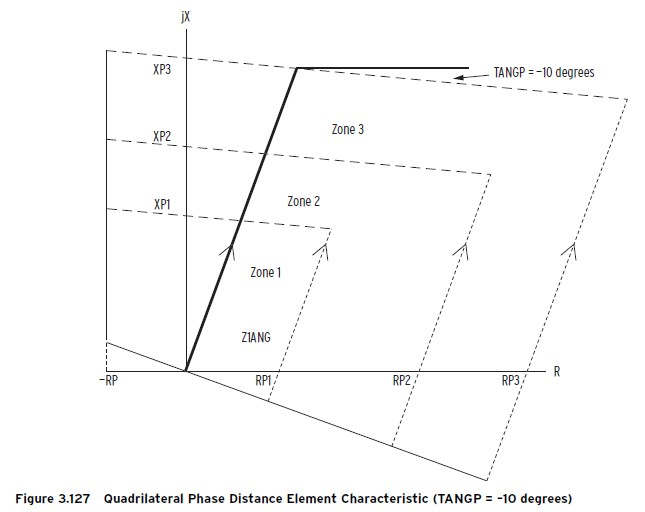 jX
XP3
TANGP = -10 degrees
Zone 3
XP2
Zone 2
XP1
Zone 1
Z1ANG
-RP
RP1
RP2
RP3
R
Figure 3.127 Quadrilateral Phase Distance Element Characteristic (TANGP = -10 degrees)